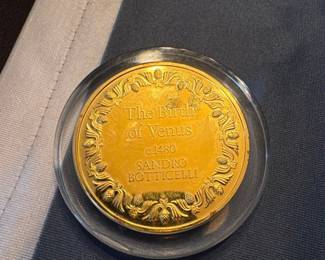 The Birth
of Venus
c.1480
SANDRO
BOTTICELLI